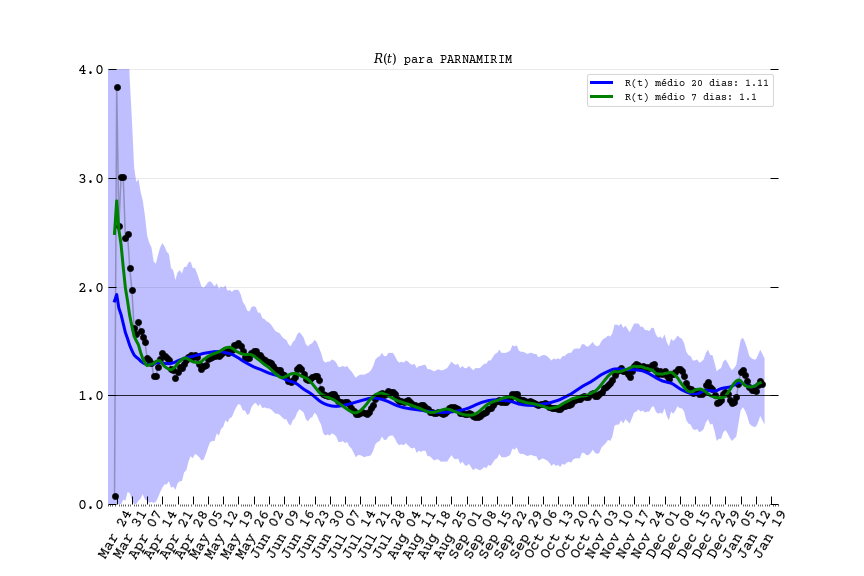 R(t) para PARNAMIRIM
R(t) médio 20 dias: 1.11
R(t) médio 7 dias: 1.1
4.0
3.0
2.0
1.0
0.0
Mar 24
Mar 31
Apr 07
Apr 14
Apr 21
Apr 28
May 05
May 12
May 19
May 26
Jun 02
Jun 09
Jun 16
Jun 23
Jun 30
Jul 07
Jul 14
Jul 21
Jul 28
Aug 04
Aug 11
Aug 18
Aug 25
Sep 01
Sep 08
Sep 15
Sep 22
Sep 29
Oct 06
Oct 13
Oct 20
Oct 27
Nov 03
Nov 10
Nov 17
Nov 24
Dec 01
Dec 08
Dec 15
Dec 22
Dec 29
Jan 05
Jan 12
Jan 19